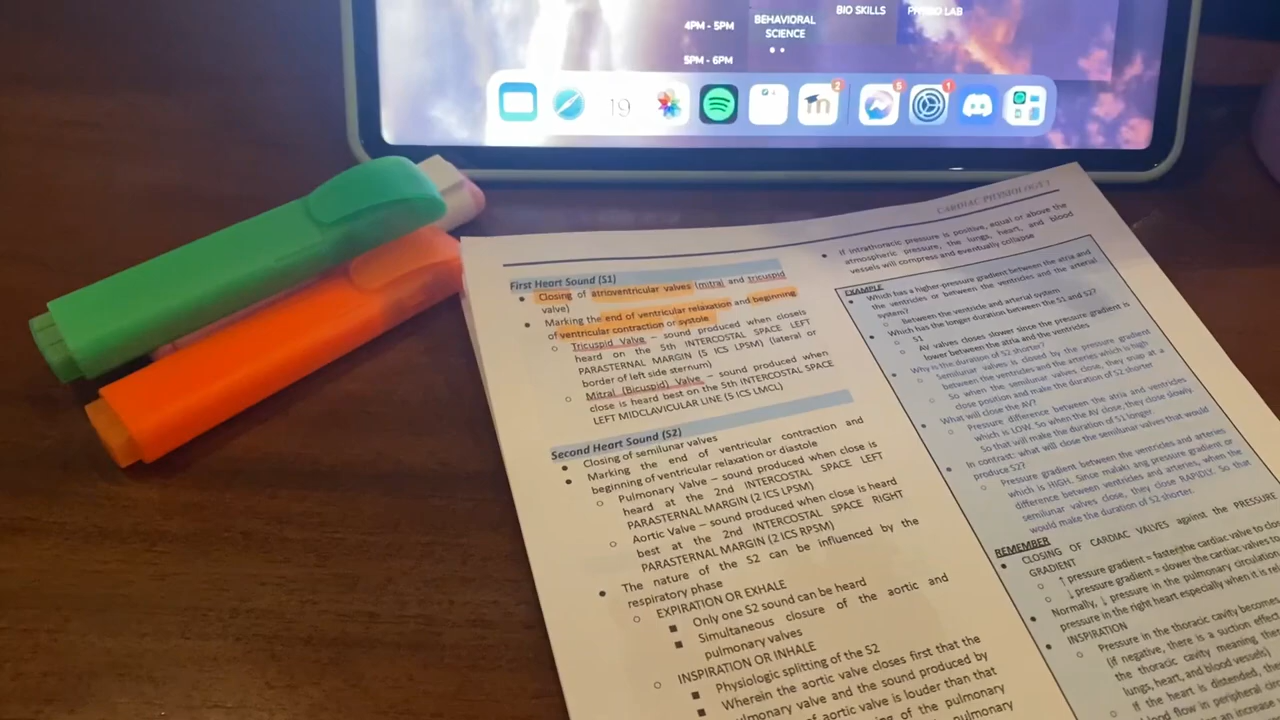 4PM - 5PM
BEHAVIORAL
SCIENCE
BIO SKILLS
LAB
5PM - 6PM
19
2
5
1
CARDIAC PHYSIOLOGY
First Heart Sound (S1)
Closing of atrioventricular valves (mitral and tricuspid
valve)
Marking the end of ventricular relaxation and beginning
of ventricular contraction or systole
Tricuspid Valve – sound produced when closeis
heard on the 5th INTERCOSTAL SPACE LEFT
PARASTERNAL MARGIN (5 ICS LPSM) (lateral or
border of left side sternum)
Mitral (Bicuspid) Valve – sound produced when
close is heard best on the 5th INTERCOSTAL SPACE
LEFT MIDCLAVICULAR LINE (5 ICS LMCL)
Second Heart Sound (S2)
Closing of semilunar valves
Marking the end of ventricular contraction and
beginning of ventricular relaxation or diastole
Pulmonary Valve – sound produced when close is
heard at the 2nd INTERCOSTAL SPACE LEFT
PARASTERNAL MARGIN (2 ICS LPSM)
Aortic Valve – sound produced when close is heard
best at the 2nd INTERCOSTAL SPACE RIGHT
PARASTERNAL MARGIN (2 ICS RPSM)
The nature of the S2 can be influenced by the
respiratory phase
EXPIRATION OR EXHALE
Only one S2 sound can be heard
Simultaneous closure of the aortic and
pulmonary valves
INSPIRATION OR INHALE
Physiologic splitting of the S2
Wherein the aortic valve closes first that the
pulmonary valve and the sound produced by
of aortic valve is louder than that
of the pulmonary
pulmonary
If intrathoracic pressure is positive, equal or above the
atmospheric pressure, the lungs, heart, and blood
vessels will compress and eventually collapse
EXAMPLE
Which has a higher-pressure gradient between the atria and
the ventricles or between the ventricle and the arterial
system?
Between the ventricle and arterial system
Which has the longer duration between the S1 and S2?
S1
AV valves closes slower since the pressure gradient is
lower between the atria and the ventricles
Why is the duration of S2 shorter?
Semilunar valves is closed by the pressure gradient
between the ventricles and the arteries which is high
So when the semilunar valves close, they snap at a
close position and make the duration of S2 shorter
What will close the AV?
Pressure difference between the atria and ventricles
which is LOW. So when the AV close, they close slowly
So that will make the duration of S1 longer.
In contrast: what will close the semilunar valves that would
produce S2?
Pressure gradient between the ventricles and arteries
which is HIGH. Since malaki ang pressure gradient or
difference between ventricles and arteries, when the
semilunar valves close, they close RAPIDLY. So that
would make the duration of S2 shorter.
REMEMBER
CLOSING OF CARDIAC VALVES against the PRESSURE
GRADIENT
↑ pressure gradient = faster the cardiac valve to clos
↓ pressure gradient = slower the cardiac valves to
Normally, ↓ pressure in the pulmonary circulation
pressure in the right heart especially when it is rel
INSPIRATION
Pressure in the thoracic cavity becomes
(if negative, there is a suction effect
the thoracic cavity meaning the
lungs, heart, and blood vessels)
If the heart is distended, the
flow in peripheral circ
increase